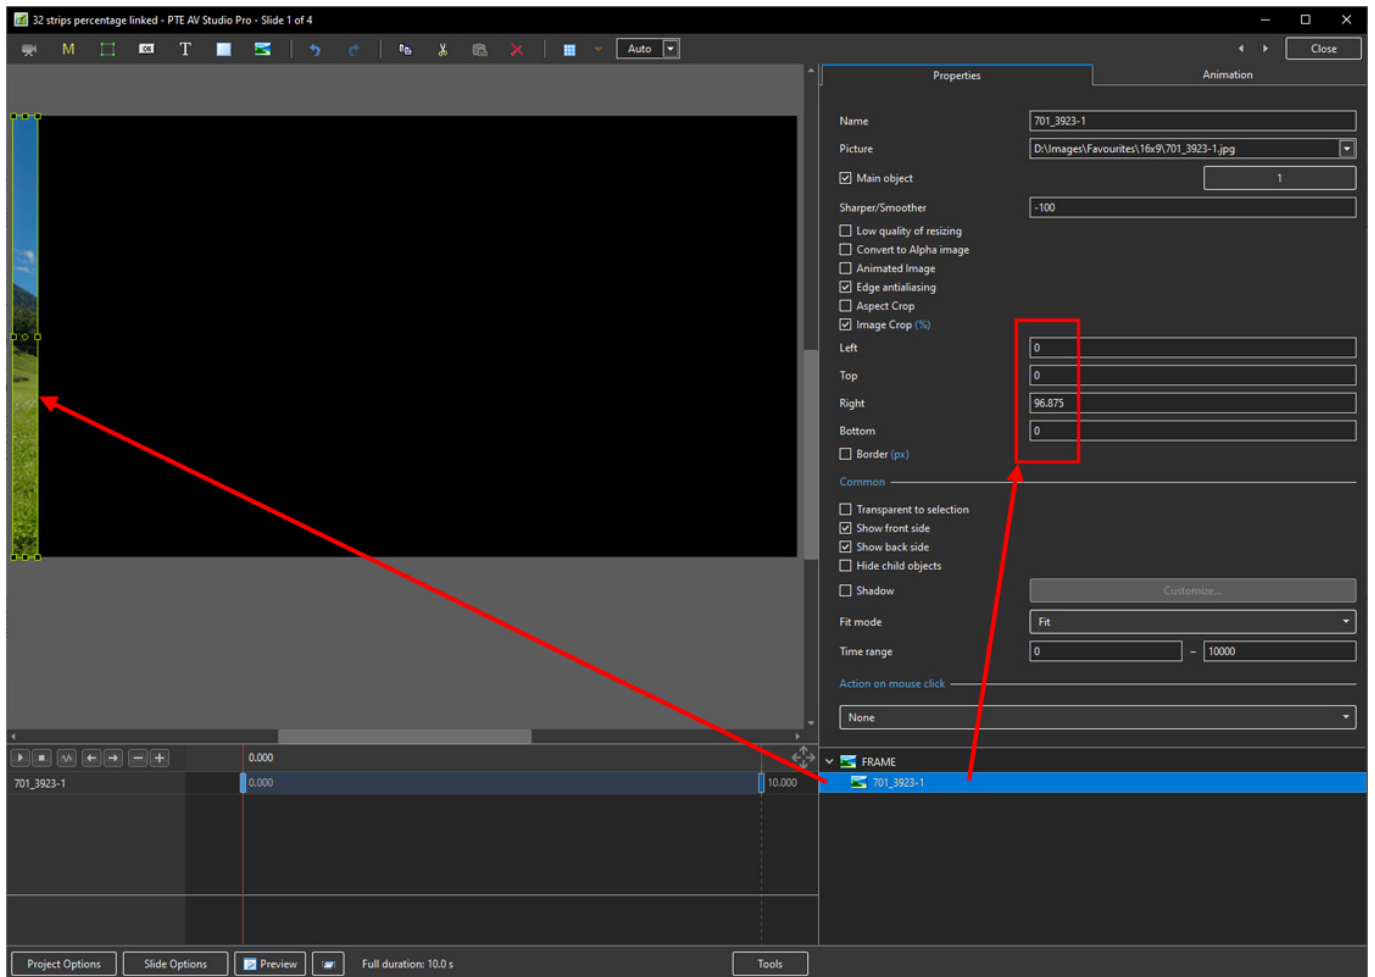 32 strips percentage linked - PTE AV Studio Pro - Slide 1 of 4
M OK T Auto Close
Properties Animation
Name 701_3923-1
Picture D:\Images\Favourites\16x9\701_3923-1.jpg
Main object 1
Sharper/Smoother -100
Low quality of resizing
Convert to Alpha image
Animated Image
Edge antialiasing
Aspect Crop
Image Crop (%)
Left 0
Top 0
Right 96.875
Bottom 0
Border (px)
Common
Transparent to selection
Show front side
Show back side
Hide child objects
Shadow Customize...
Fit mode Fit
Time range 0 – 10000
Action on mouse click
None
0.000
FRAME
701_3923-1 0.000 10.000
701_3923-1
Project Options Slide Options Preview Full duration: 10.0 s Tools